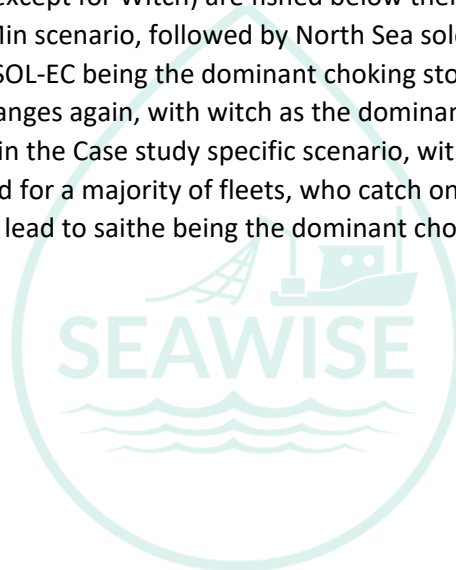 except for Witch) are fished below their
Min scenario, followed by North Sea sole
SOL-EC being the dominant choking sto
anges again, with witch as the dominan
in the Case study specific scenario, wit
d for a majority of fleets, who catch on
lead to saithe being the dominant cho
SEAWISE